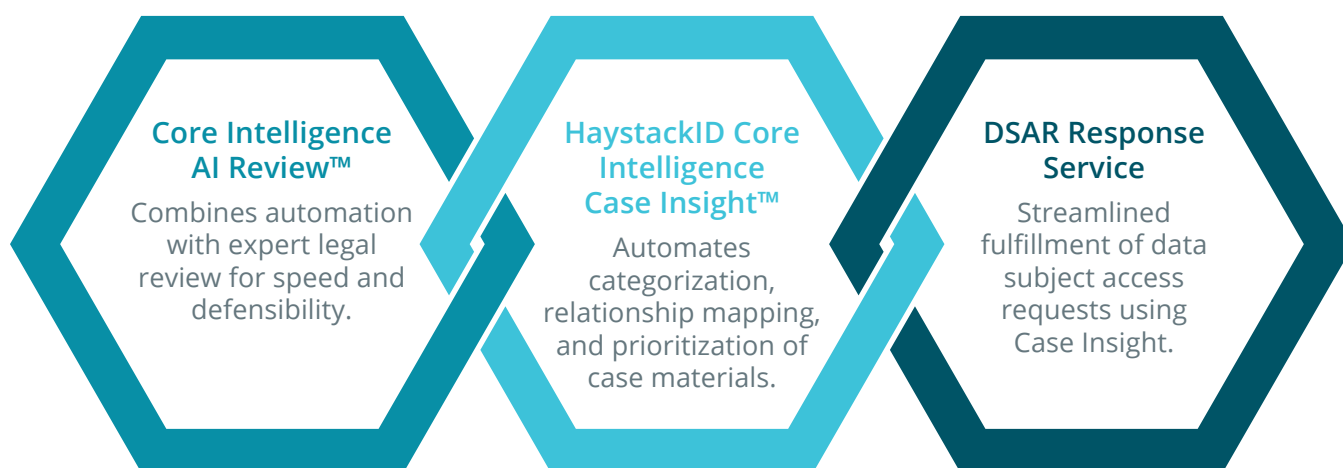 Core Intelligence
AI Review™
Combines automation
with expert legal
review for speed and
defensibility.
HaystackID Core
Intelligence
Case Insight™
Automates
categorization,
relationship mapping,
and prioritization of
case materials.
DSAR Response
Service
Streamlined
fulfillment of data
subject access
requests using
Case Insight.